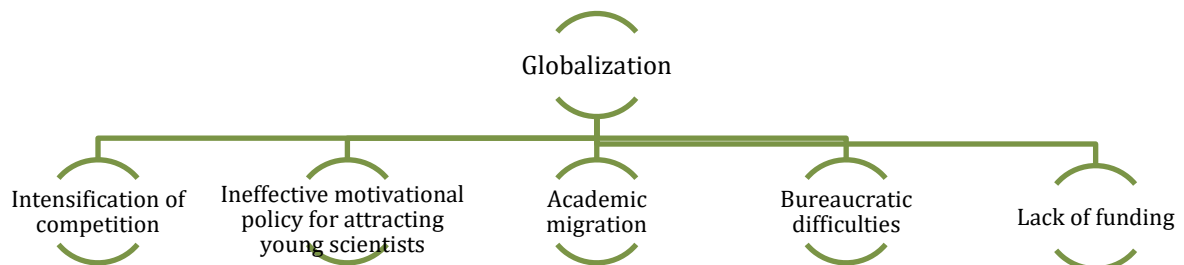 Globalization
Intensification of
competition
Ineffective motivational
policy for attracting
young scientists
Academic
migration
Bureaucratic
difficulties
Lack of funding